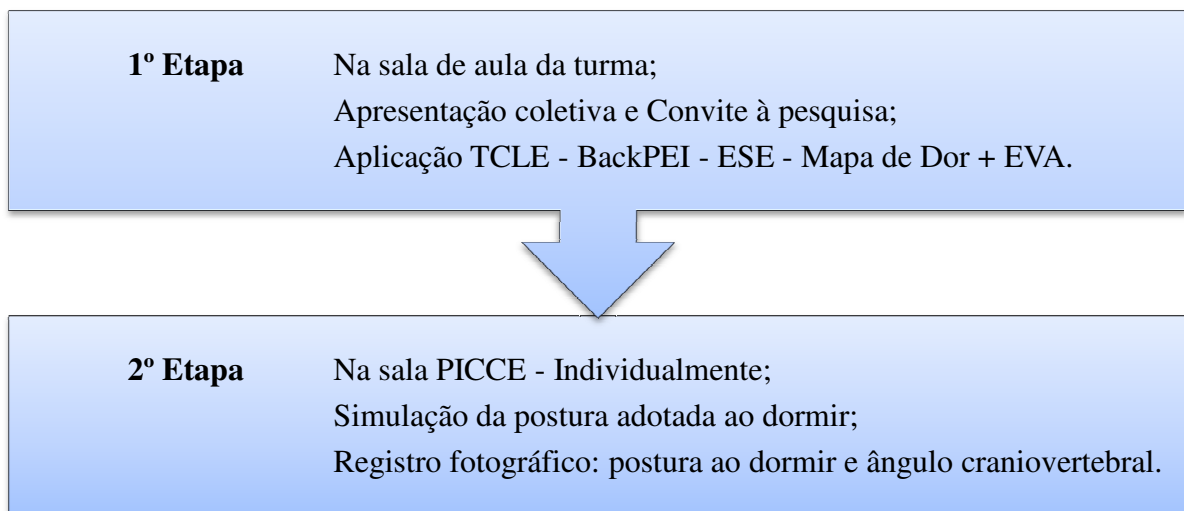 1º Etapa Na sala de aula da turma;
Apresentação coletiva e Convite à pesquisa;
Aplicação TCLE - BackPEI - ESE - Mapa de Dor + EVA.
2º Etapa Na sala PICCE - Individualmente;
Simulação da postura adotada ao dormir;
Registro fotográfico: postura ao dormir e ângulo craniovertebral.